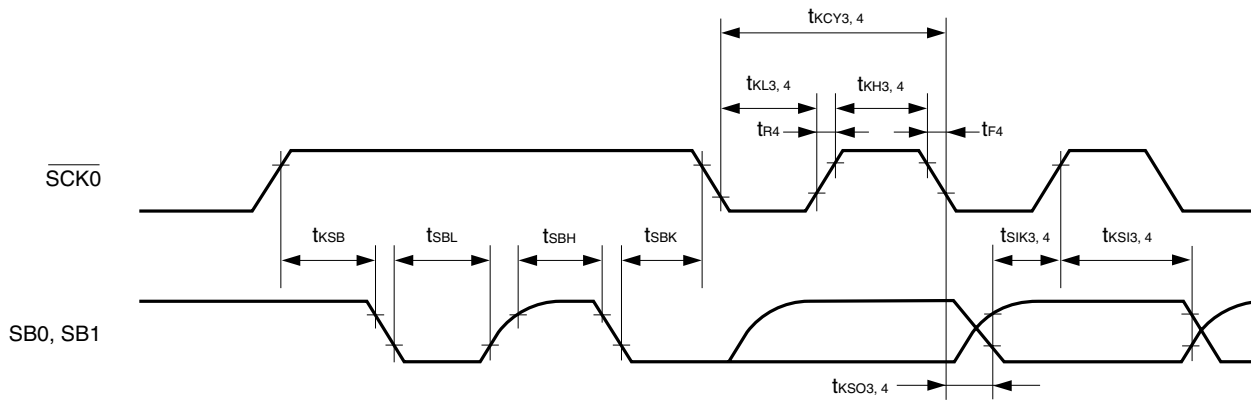 tKCY3, 4
tKL3, 4
tKH3, 4
tR4
tF4
SCK0
tKSB
tSBL
tSBH
tSBK
tSIK3, 4
tKSI3, 4
SB0, SB1
tKSO3, 4